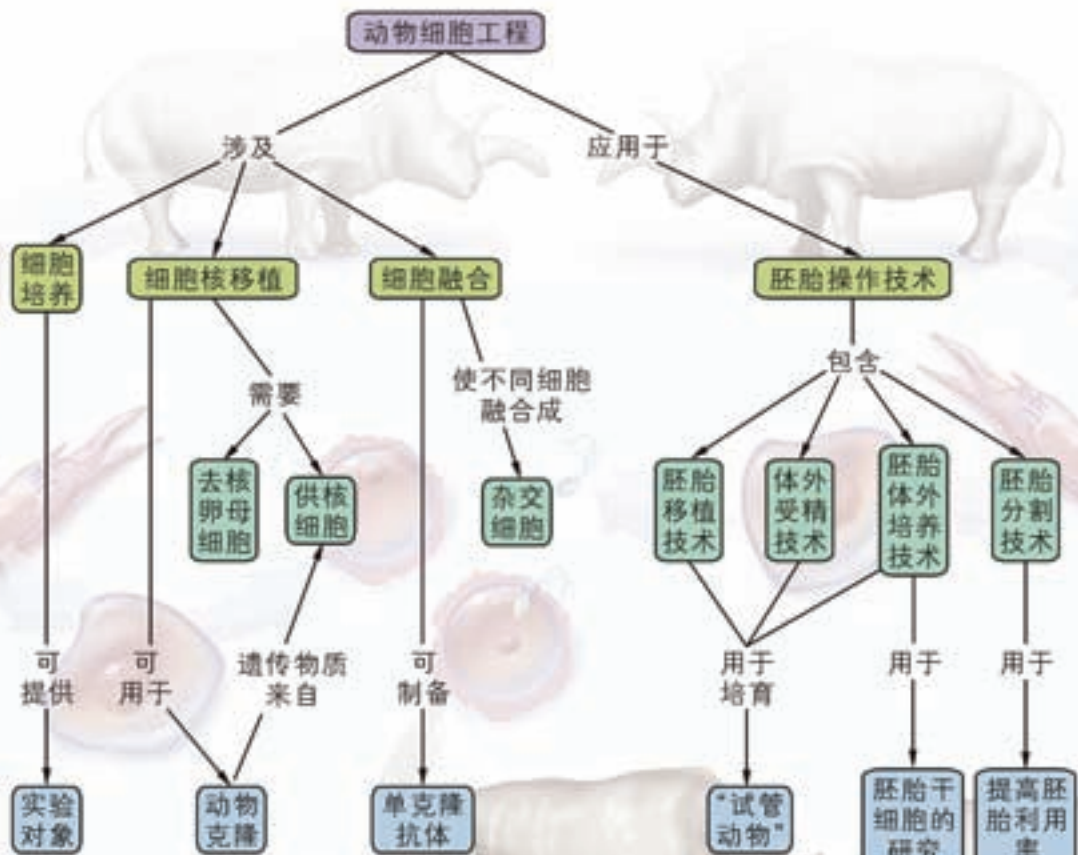 动物细胞工程
涉及
应用于
细胞
培养
细胞核移植
细胞融合
胚胎操作技术
需要
使不同细胞
融合成
包含
去核
卵母
细胞
供核
细胞
杂交
细胞
胚胎
移植
技术
体外
受精
技术
胚胎
体外
培养
技术
胚胎
分割
技术
可
提供
可
用于
遗传物质
来自
可
制备
用于
培育
用于
用于
实验
对象
动物
克隆
单克隆
抗体
“试管
动物”
胚胎干
细胞的
研究
提高胚
胎利用
率